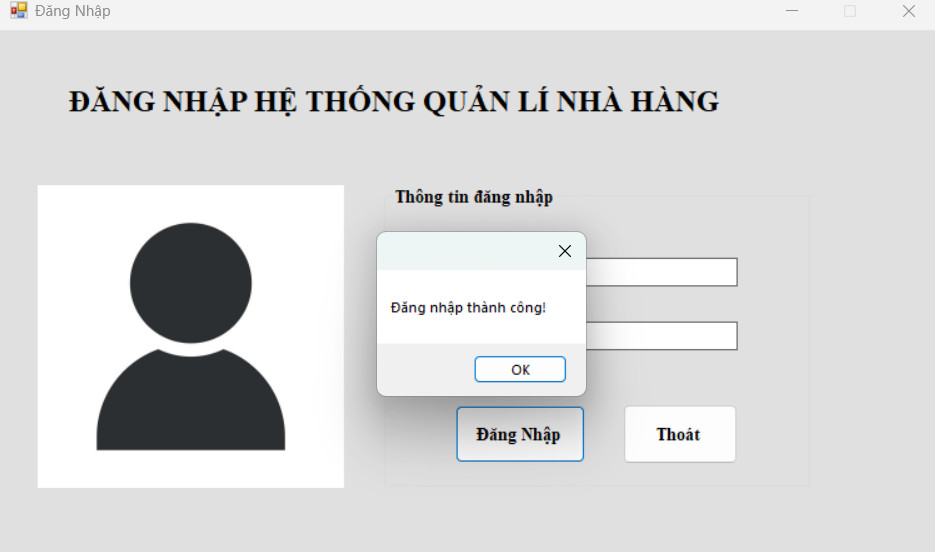 Đăng Nhập
ĐĂNG NHẬP HỆ THỐNG QUẢN LÍ NHÀ HÀNG
Thông tin đăng nhập
Đăng nhập thành công!
OK
Đăng Nhập
Thoát